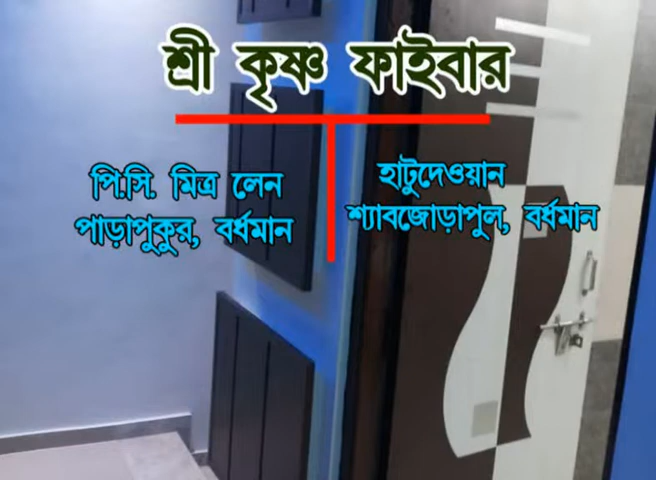 শ্রী কৃষ্ণ ফাইবার
পি.সি. মিত্র লেন
পাড়াপুকুর, বর্ধমান
হাটুদেওয়ান
শ্যাবজোড়াপুল, বর্ধমান